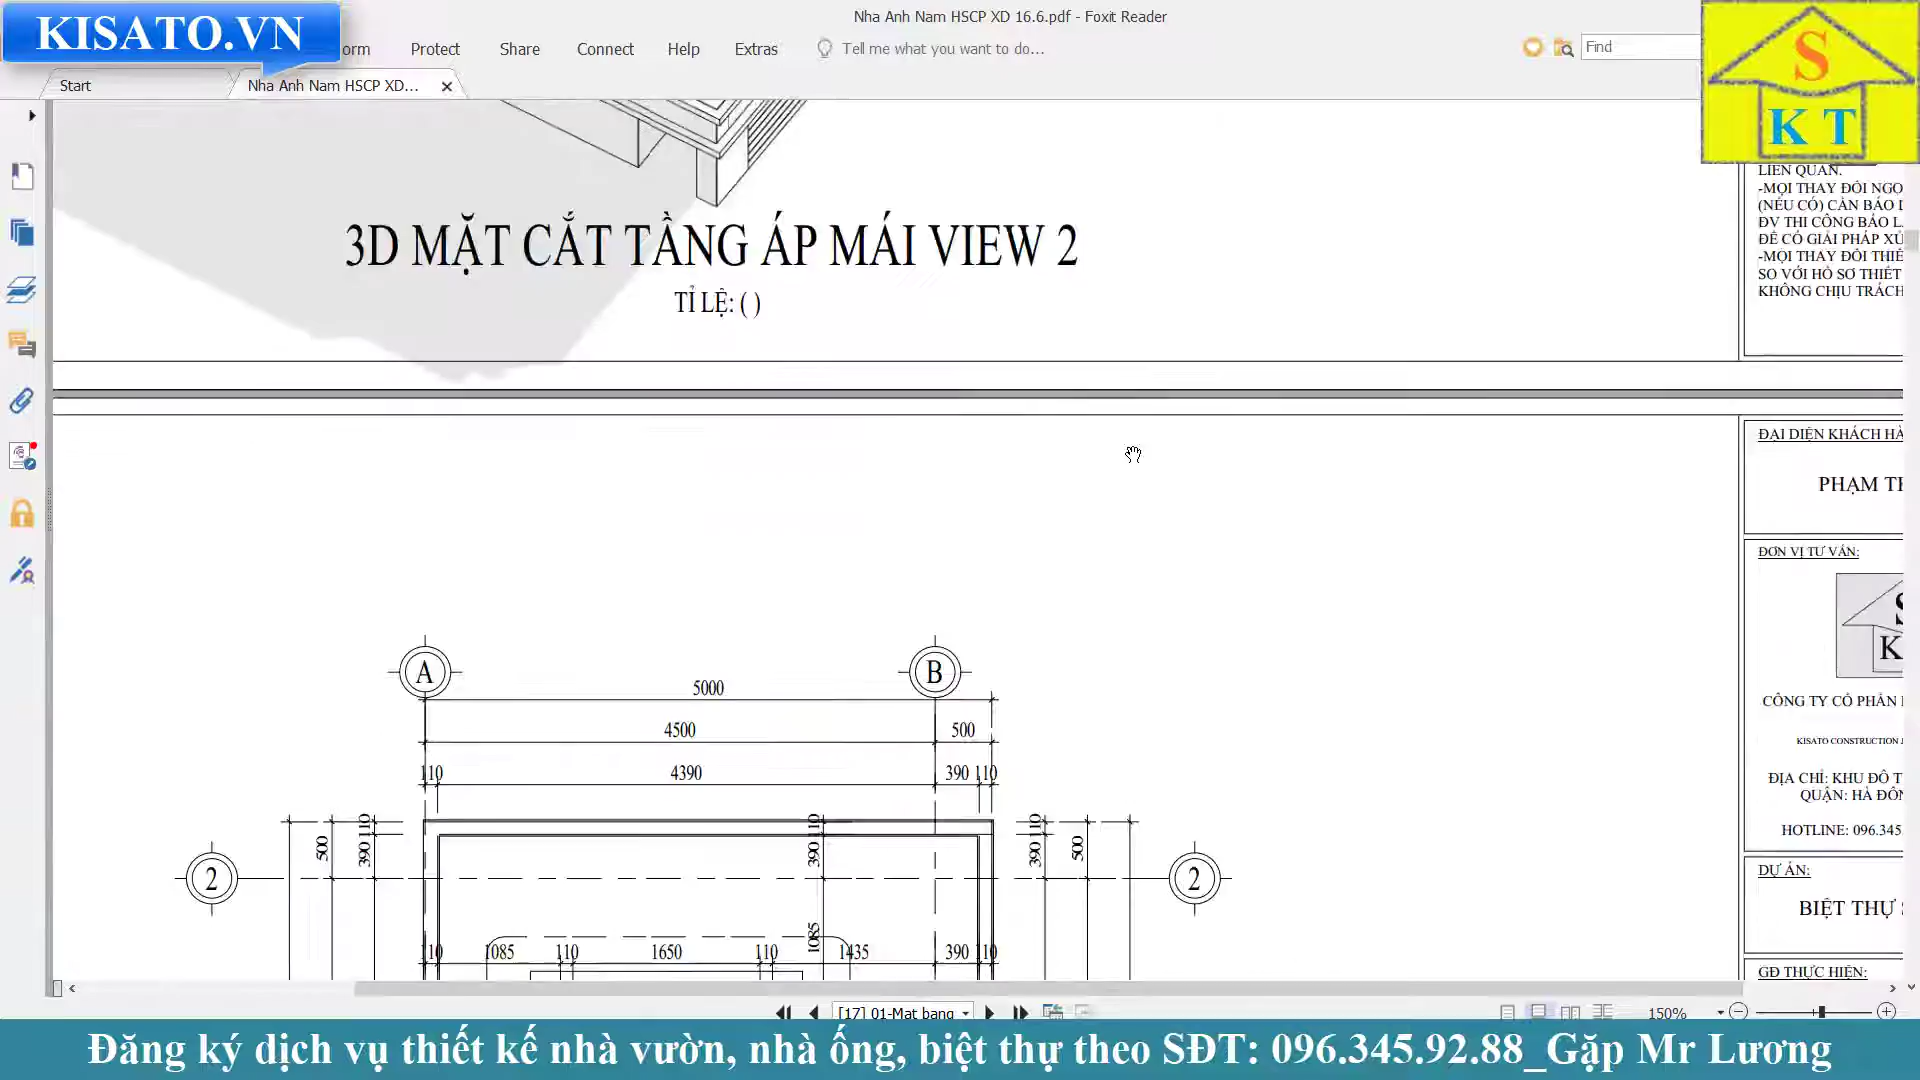 KISATO.VN
Nha Anh Nam HSCP XD 16.6.pdf - Foxit Reader
orm Protect Share Connect Help Extras Tell me what you want to do... Find
Start Nha Anh Nam HSCP XD...
S
K T
LIÊN QUAN.
-MỌI THAY ĐỔI NGO
(NẾU CÓ) CẦN BÁO
ĐV THI CÔNG BÁO L
ĐỂ CÓ GIẢI PHÁP XỬ
-MỌI THAY ĐỔI THIẾ
SO VỚI HỒ SƠ THIẾT
KHÔNG CHỊU TRÁCH
3D MẶT CẮT TẦNG ÁP MÁI VIEW 2
TỈ LỆ: ( )
ĐẠI DIỆN KHÁCH HÀ
PHẠM TH
ĐƠN VỊ TƯ VẤN:
S
K
CÔNG TY CỔ PHẦN
KISATO CONSTRUCTION
ĐỊA CHỈ: KHU ĐÔ T
QUẬN: HÀ ĐÔN
HOTLINE: 096.345
DỰ ÁN:
BIỆT THỰ
GĐ THỰC HIỆN:
A B
5000
4500 500
110 4390 390 110
500 390 110 390 110 390 110 500
2 2
1085
110 1085 110 1650 110 1435 390 110
[17] 01-Mat bang 150%
Đăng ký dịch vụ thiết kế nhà vườn, nhà ống, biệt thự theo SĐT: 096.345.92.88_Gặp Mr Lương